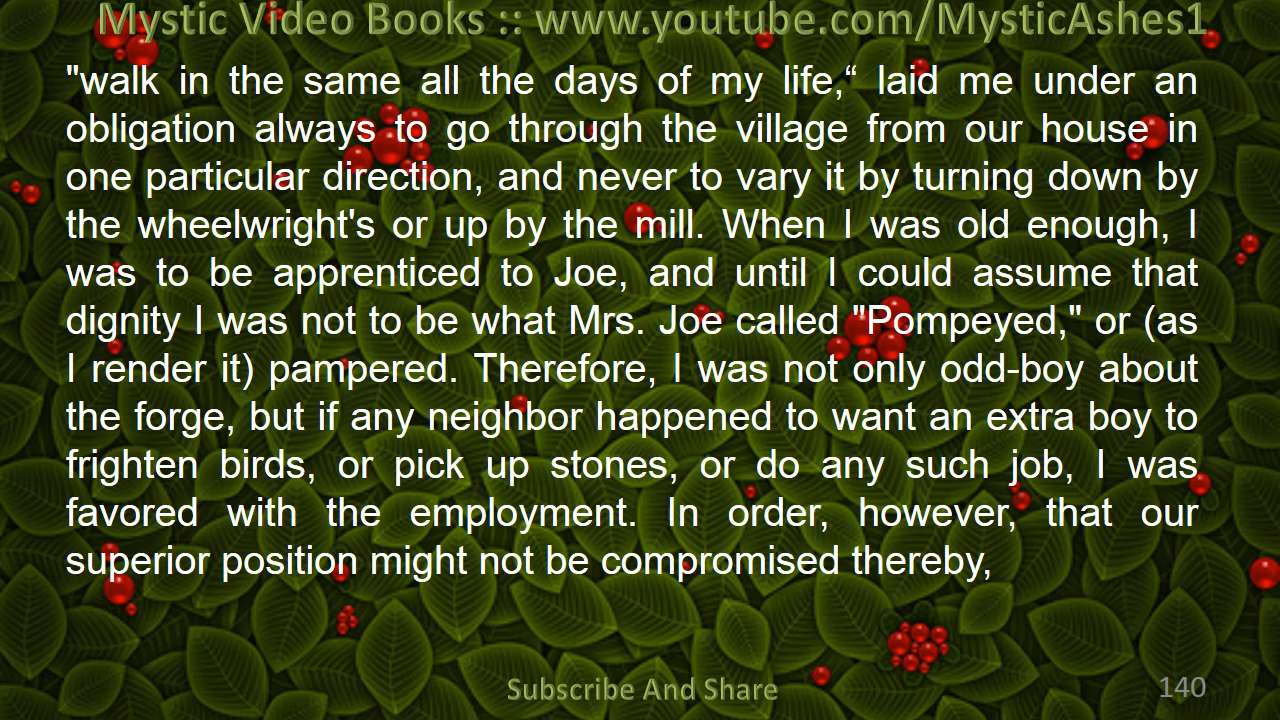 Mystic Video Books :: www.youtube.com/MysticAshes1
"walk in the same all the days of my life,“ laid me under an
obligation always to go through the village from our house in
one particular direction, and never to vary it by turning down by
the wheelwright's or up by the mill. When I was old enough, I
was to be apprenticed to Joe, and until I could assume that
dignity I was not to be what Mrs. Joe called "Pompeyed," or (as
I render it) pampered. Therefore, I was not only odd-boy about
the forge, but if any neighbor happened to want an extra boy to
frighten birds, or pick up stones, or do any such job, I was
favored with the employment. In order, however, that our
superior position might not be compromised thereby,
Subscribe And Share
140